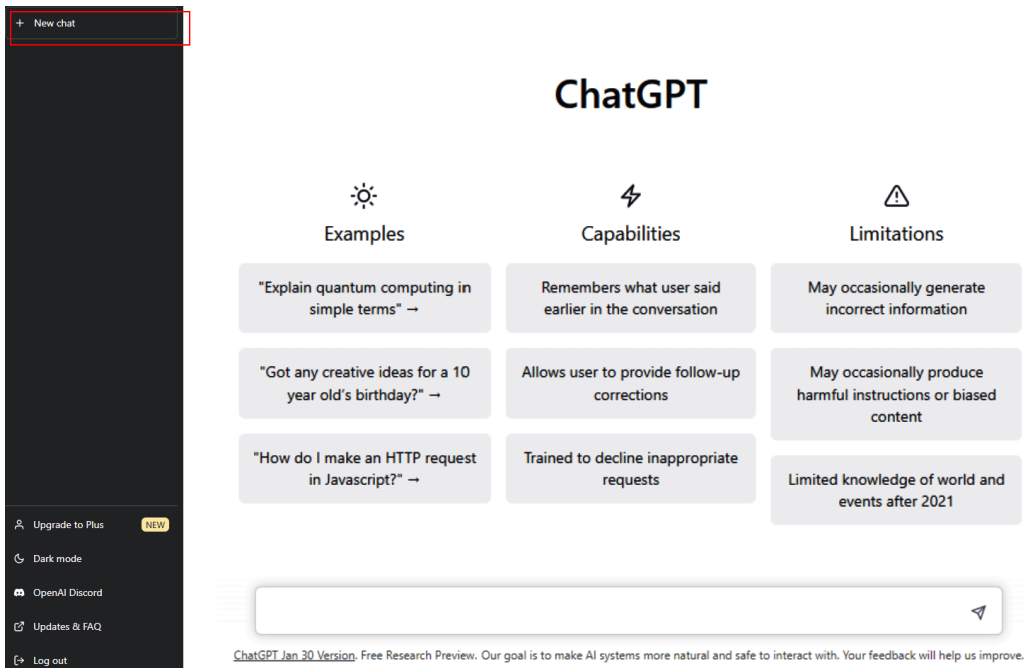 New chat
ChatGPT
Examples
"Explain quantum computing in
simple terms" →
"Got any creative ideas for a 10
year old's birthday?" →
"How do I make an HTTP request
in Javascript?" →
Capabilities
Remembers what user said
earlier in the conversation
Allows user to provide follow-up
corrections
Trained to decline inappropriate
requests
Limitations
May occasionally generate
incorrect information
May occasionally produce
harmful instructions or biased
content
Limited knowledge of world and
events after 2021
Upgrade to Plus NEW
Dark mode
OpenAI Discord
Updates & FAQ
Log out
ChatGPT Jan 30 Version. Free Research Preview. Our goal is to make AI systems more natural and safe to interact with. Your feedback will help us improve.